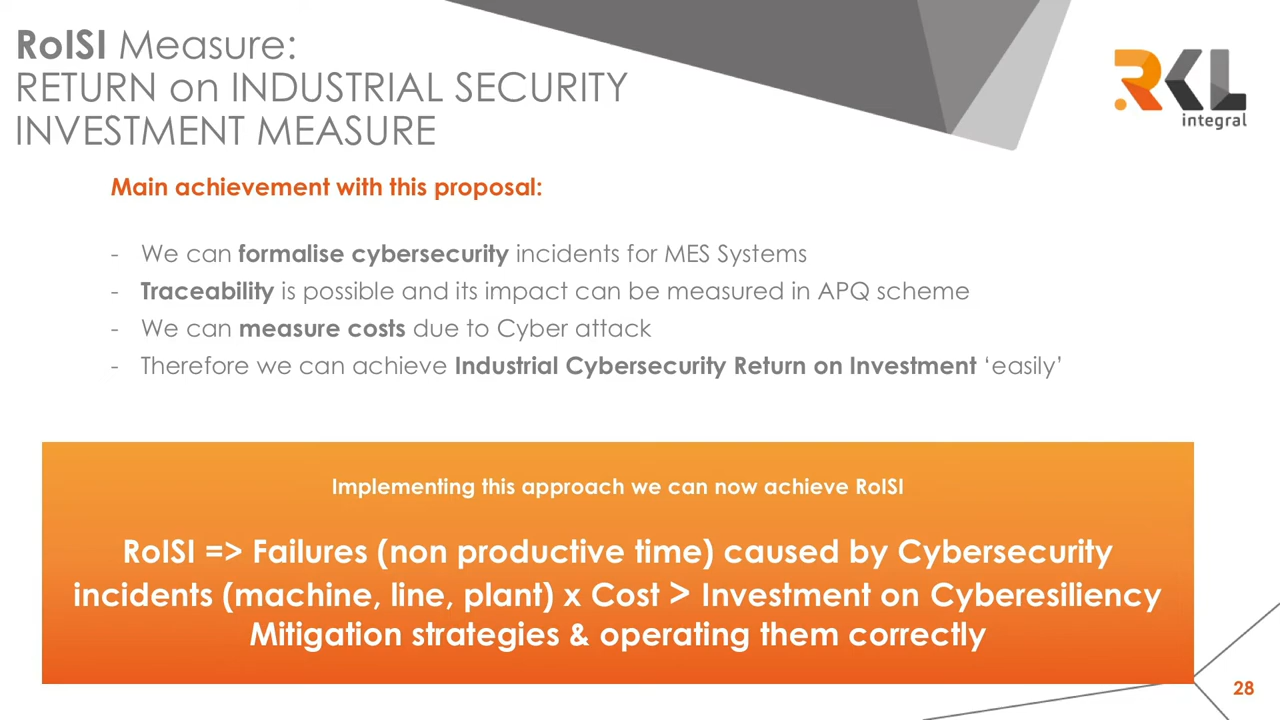 RoISI Measure:
RETURN on INDUSTRIAL SECURITY
INVESTMENT MEASURE
RKL
integral
Main achievement with this proposal:
- We can formalise cybersecurity incidents for MES Systems
- Traceability is possible and its impact can be measured in APQ scheme
- We can measure costs due to Cyber attack
- Therefore we can achieve Industrial Cybersecurity Return on Investment ‘easily’
Implementing this approach we can now achieve RoISI
RoISI => Failures (non productive time) caused by Cybersecurity
incidents (machine, line, plant) x Cost > Investment on Cyberesiliency
Mitigation strategies & operating them correctly
28